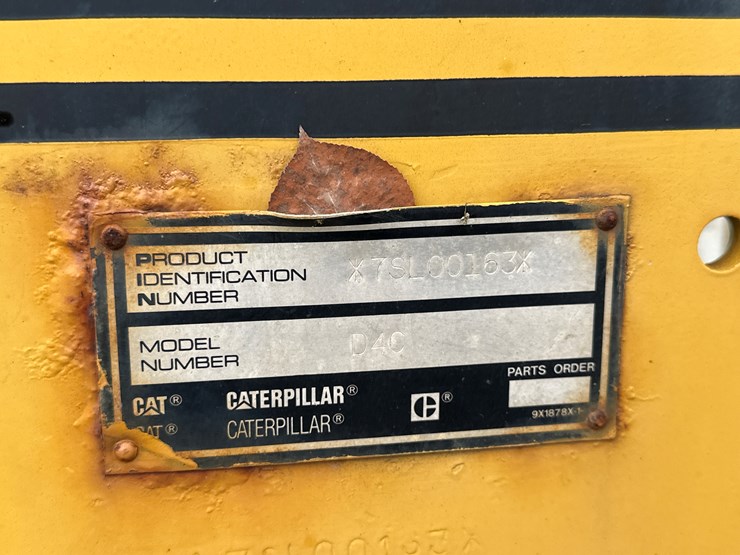 PRODUCT
IDENTIFICATION
NUMBER
X7SL00163X
MODEL
NUMBER
D4C
PARTS ORDER
CAT® CATERPILLAR® C®
CAT® CATERPILLAR®
9X1878X-1